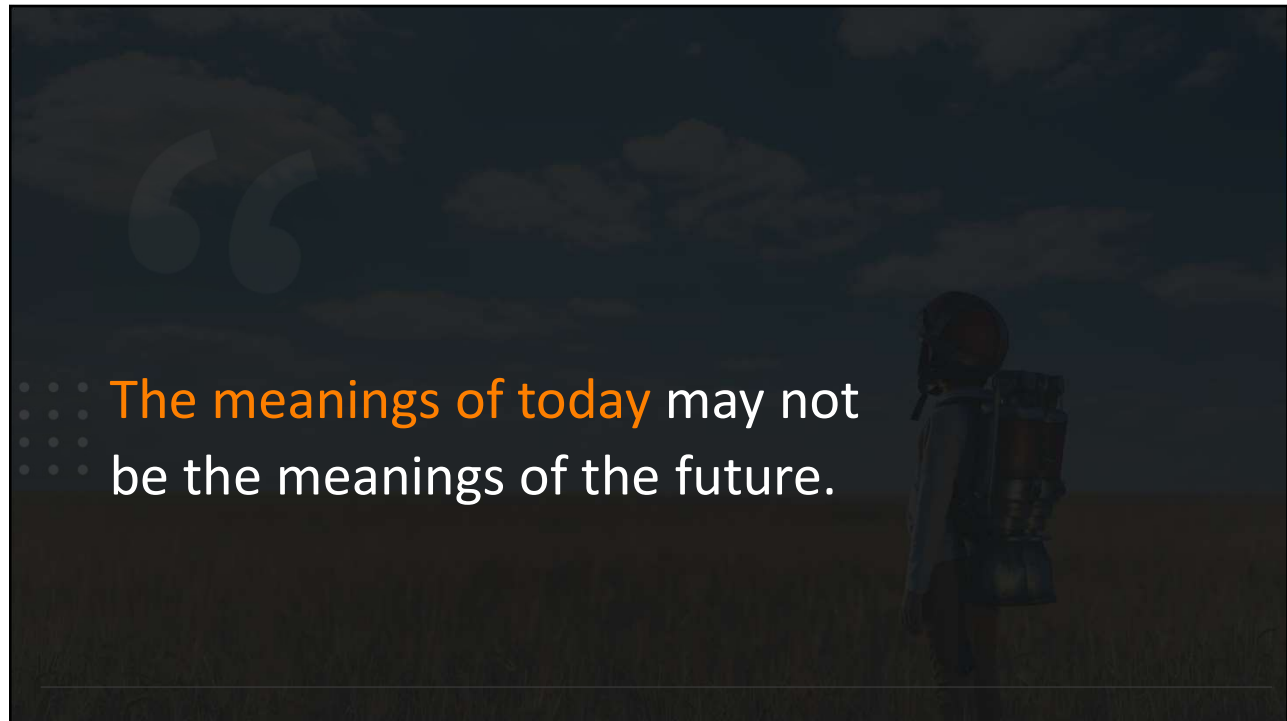 “
The meanings of today may not
be the meanings of the future.